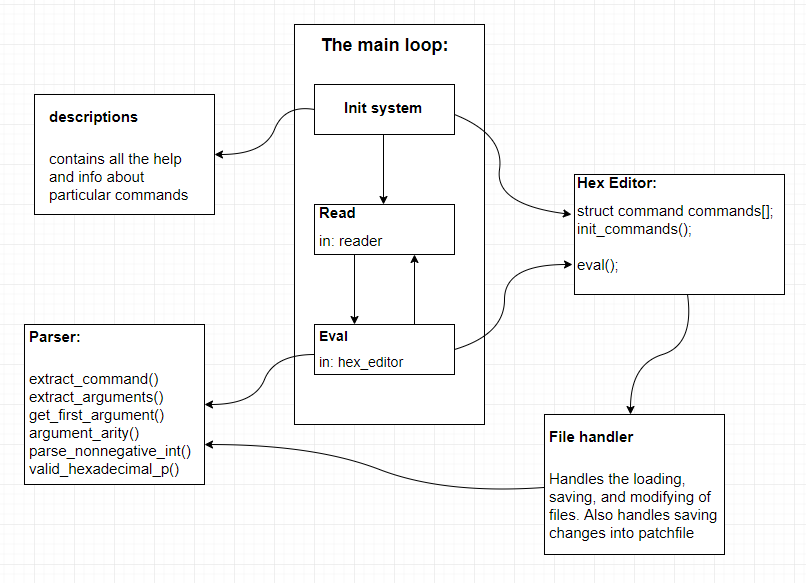 The main loop:
Init system
descriptions
contains all the help
and info about
particular commands
Read
in: reader
Hex Editor:
struct command commands[];
init_commands();
eval();
Eval
in: hex_editor
Parser:
extract_command()
extract_arguments()
get_first_argument()
argument_arity()
parse_nonnegative_int()
valid_hexadecimal_p()
File handler
Handles the loading,
saving, and modifying of
files. Also handles saving
changes into patchfile